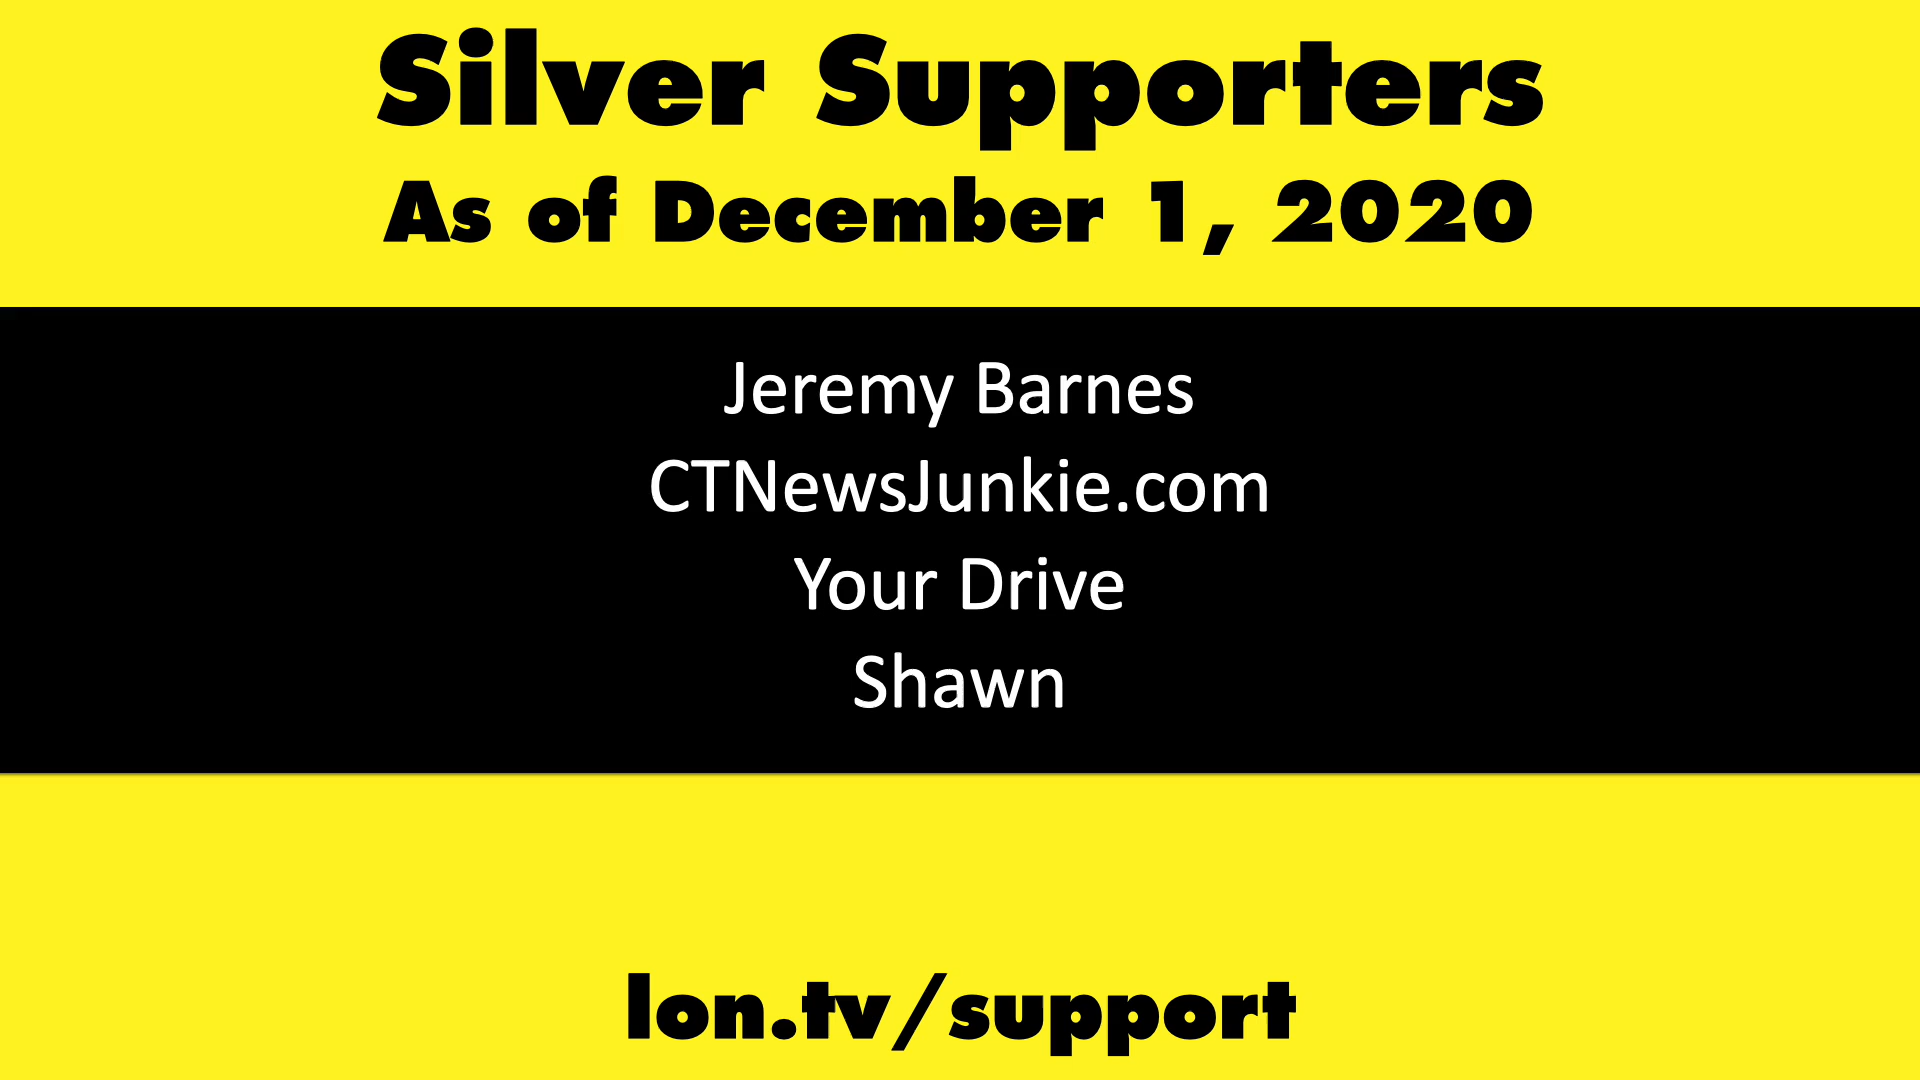 Silver Supporters
As of December 1, 2020
Jeremy Barnes
CTNewsJunkie.com
Your Drive
Shawn
lon.tv/support